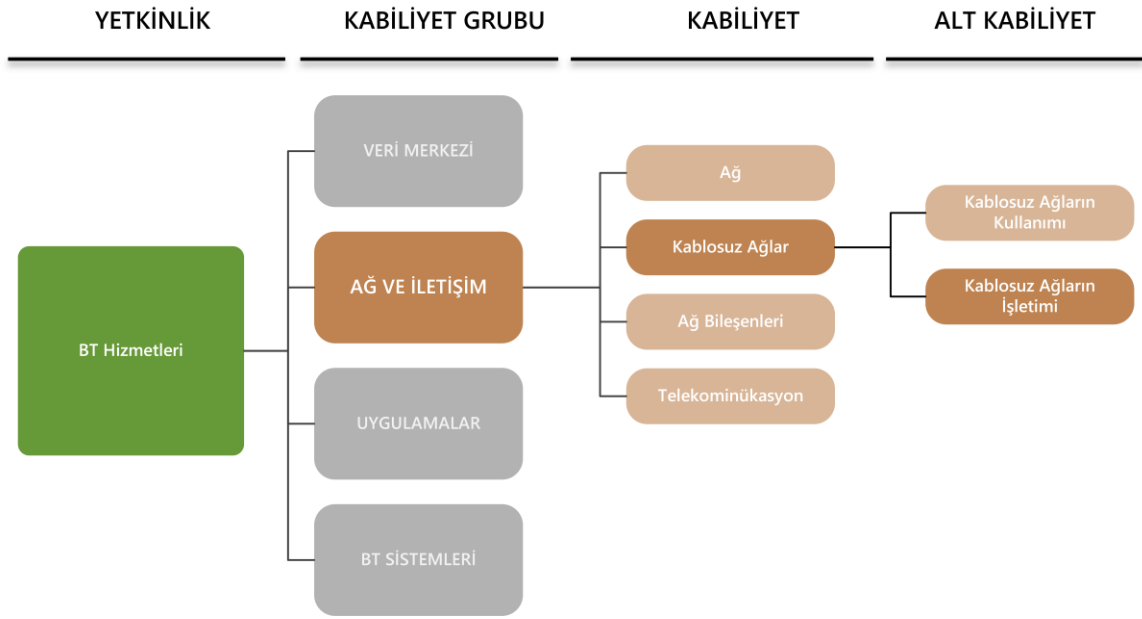 YETKİNLİK
KABİLİYET GRUBU
KABİLİYET
ALT KABİLİYET
BT Hizmetleri
VERİ MERKEZİ
AĞ VE İLETİŞİM
UYGULAMALAR
BT SİSTEMLERİ
Ağ
Kablosuz Ağlar
Ağ Bileşenleri
Telekominükasyon
Kablosuz Ağların
Kullanımı
Kablosuz Ağların
İşletimi